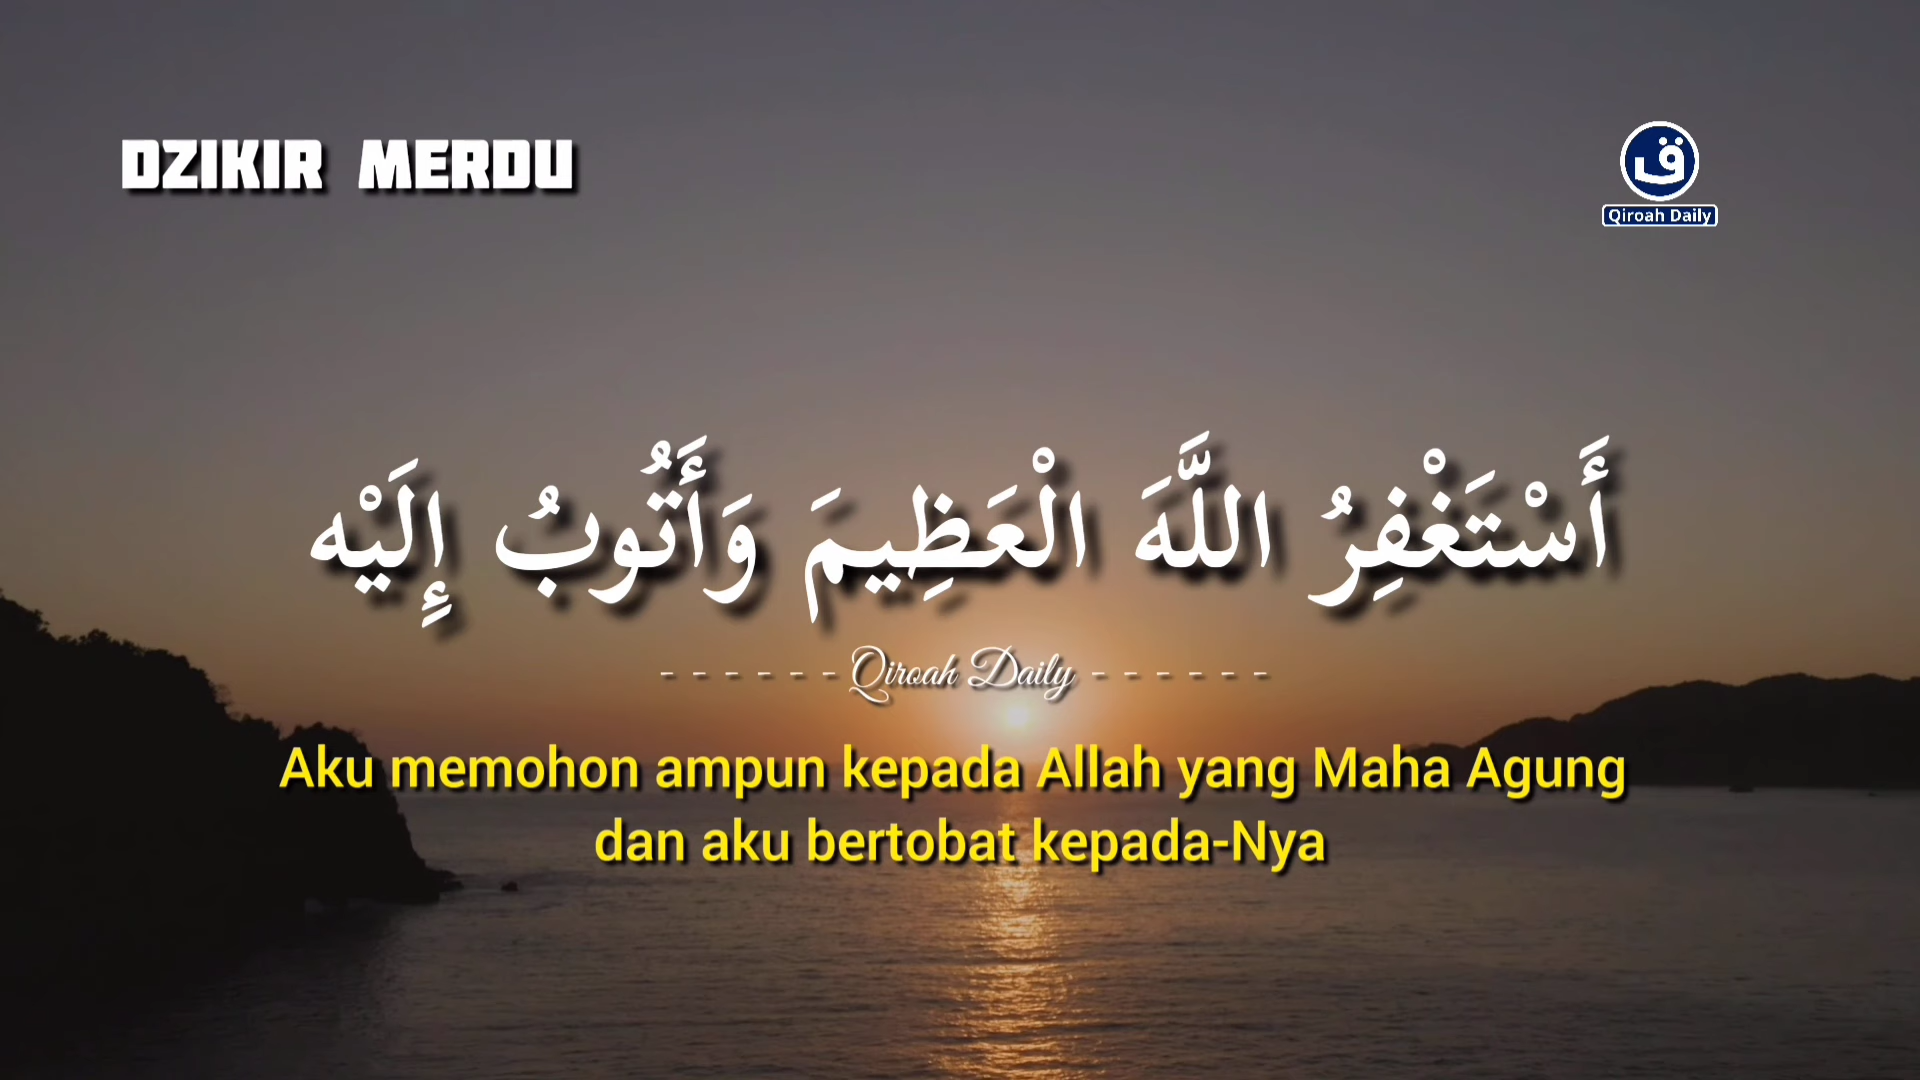 DZIKIR MERDU
ق
Qiroah Daily
أَسْتَغْفِرُ اللَّهَ الْعَظِيمَ وَأَتُوبُ إِلَيْه
- - - - - - Qiroah Daily - - - - - -
Aku memohon ampun kepada Allah yang Maha Agung
dan aku bertobat kepada-Nya